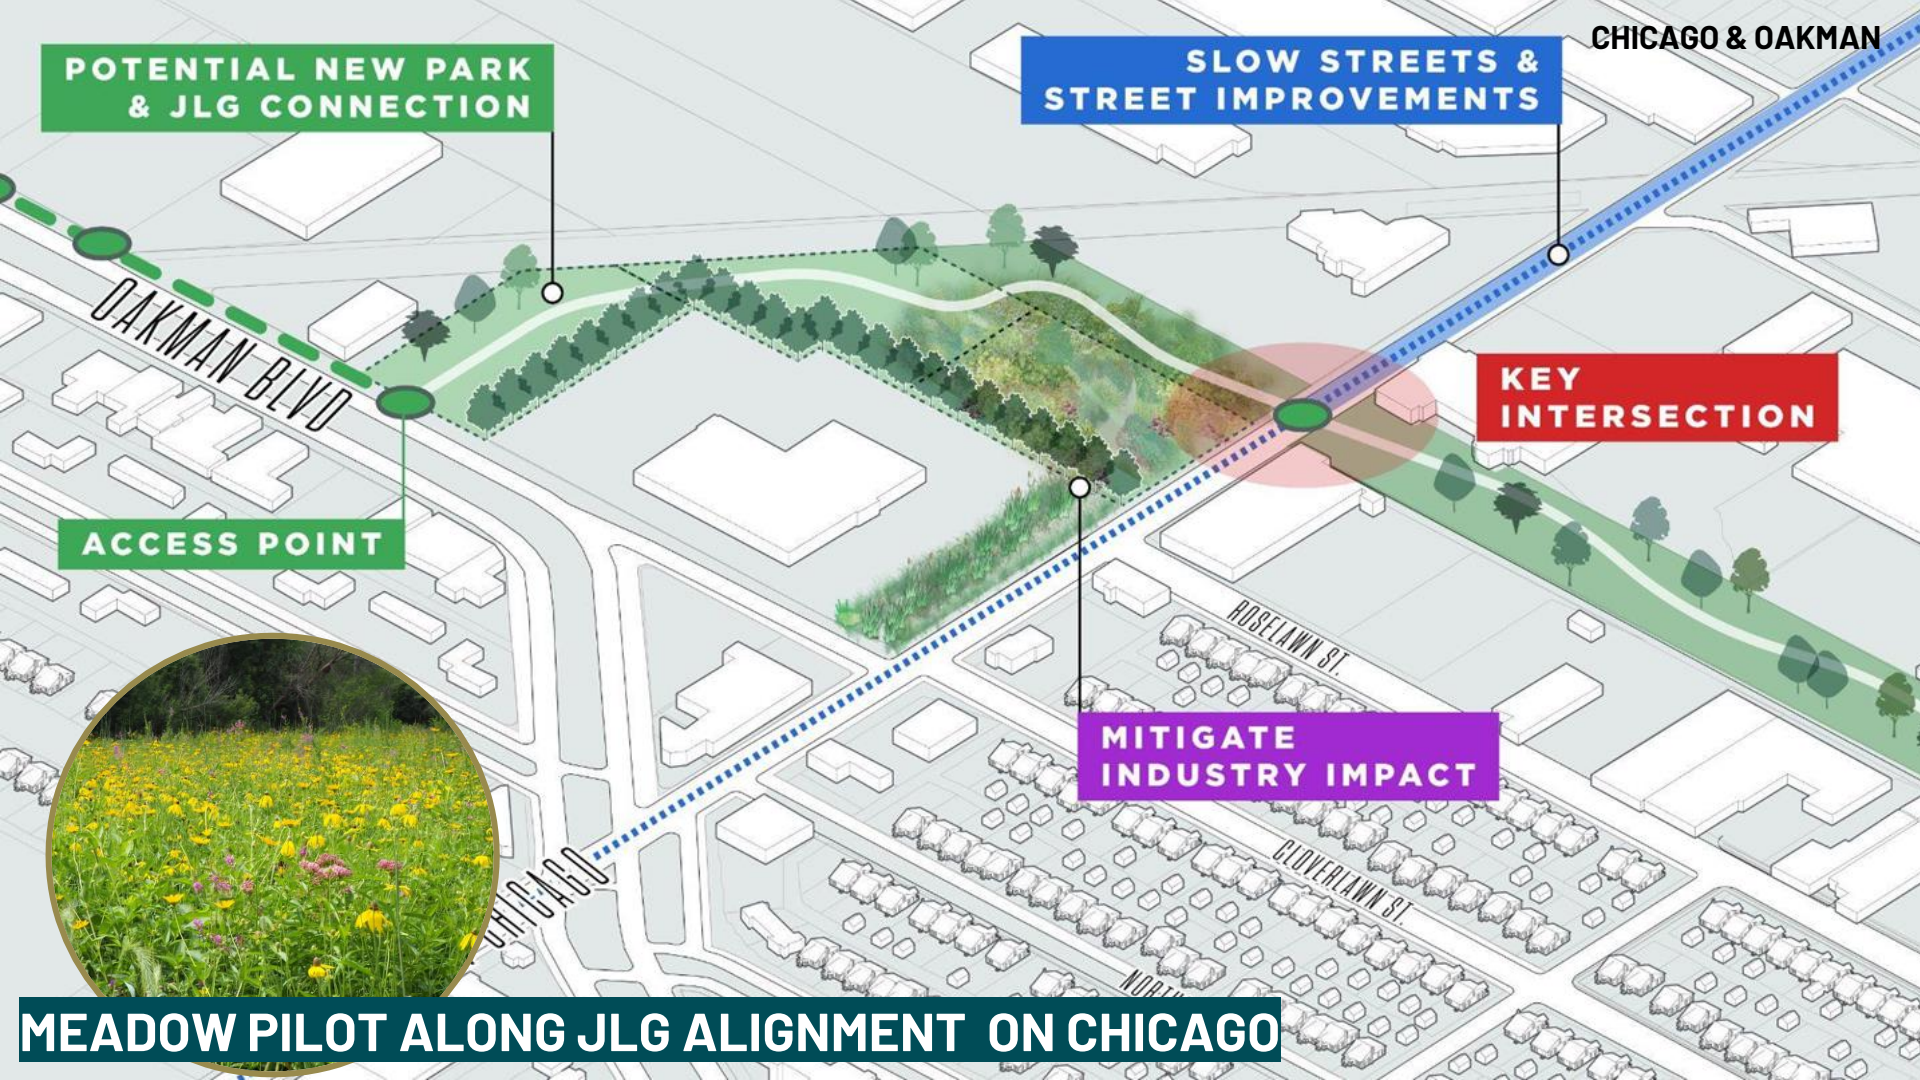 CHICAGO & OAKMAN
POTENTIAL NEW PARK
& JLG CONNECTION
SLOW STREETS &
STREET IMPROVEMENTS
OAKMAN BLVD
KEY
INTERSECTION
ACCESS POINT
ROSELAWN ST.
MITIGATE
INDUSTRY IMPACT
CHICAGO
CLOVERLAWN ST.
MEADOW PILOT ALONG JLG ALIGNMENT ON CHICAGO